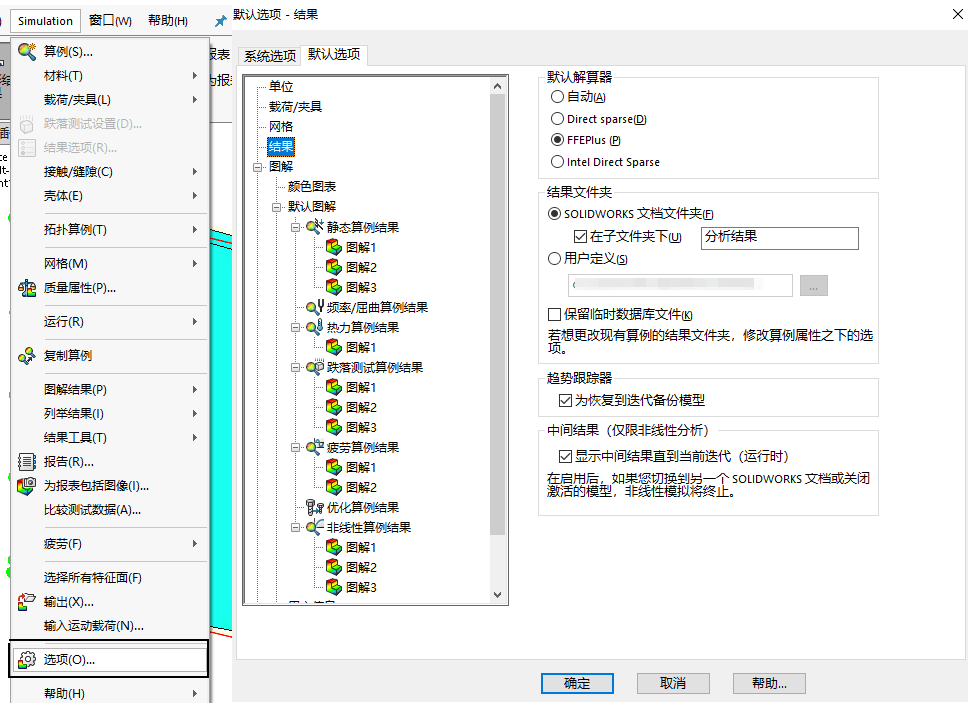 Simulation
窗口(W)
帮助(H)
算例(S)...
材料(T)
载荷/夹具(L)
跌落测试设置(D)...
结果选项(R)...
接触/缝隙(C)
壳体(E)
拓扑算例(T)
网格(M)
质量属性(P)...
运行(R)
复制算例
图解结果(P)
列举结果(I)
结果工具(T)
报告(R)...
为报表包括图像(I)...
比较测试数据(A)...
疲劳(F)
选择所有特征面(F)
输出(X)...
输入运动载荷(N)...
选项(O)...
帮助(H)
默认选项 - 结果
系统选项
默认选项
单位
载荷/夹具
网格
结果
图解
颜色图表
默认图解
静态算例结果
图解1
图解2
图解3
频率/屈曲算例结果
热力算例结果
图解1
跌落测试算例结果
图解1
图解2
图解3
疲劳算例结果
图解1
图解2
优化算例结果
非线性算例结果
图解1
图解2
图解3
默认解算器
自动(A)
Direct sparse(D)
FFEPlus (P)
Intel Direct Sparse
结果文件夹
SOLIDWORKS 文档文件夹(F)
在子文件夹下(U)
分析结果
用户定义(S)
...
保留临时数据库文件(K)
若想更改现有算例的结果文件夹，修改算例属性之下的选
项。
趋势跟踪器
为恢复到迭代备份模型
中间结果（仅限非线性分析）
显示中间结果直到当前迭代（运行时）
在启用后，如果您切换到另一个 SOLIDWORKS 文档或关闭
激活的模型，非线性模拟将终止。
确定
取消
帮助...